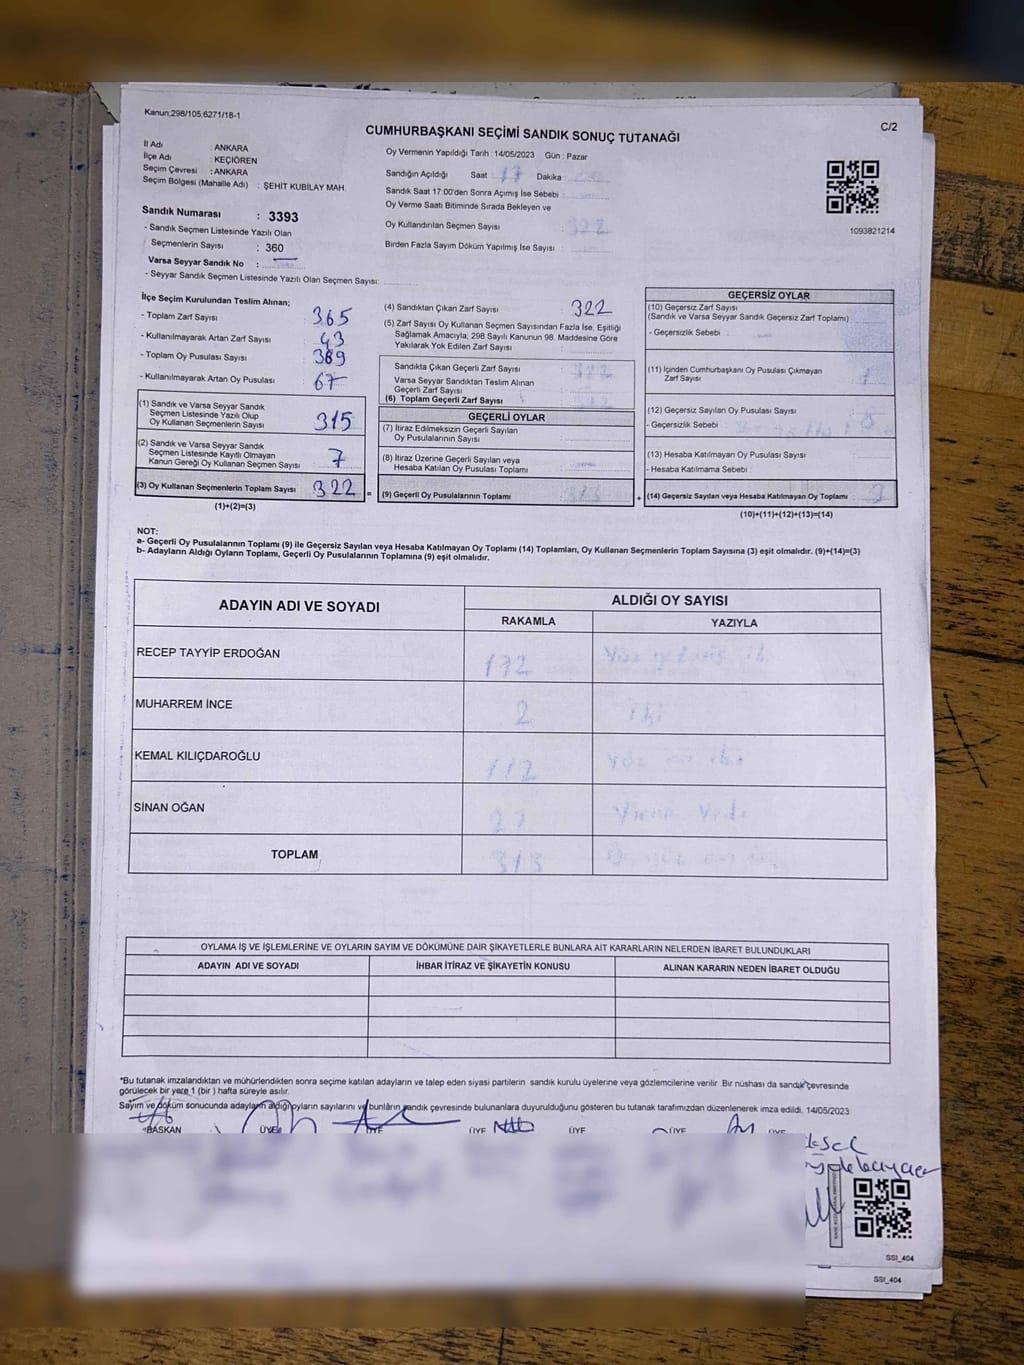 Kanun;298/105,6271/18-1
C/2
CUMHURBAŞKANI SEÇİMİ SANDIK SONUÇ TUTANAĞI
İl Adı : ANKARA
İlçe Adı : KEÇİÖREN
Seçim Çevresi : ANKARA
Seçim Bölgesi (Mahalle Adı) : ŞEHİT KUBİLAY MAH.
Oy Vermenin Yapıldığı Tarih :14/05/2023 Gün : Pazar
Sandığın Açıldığı Saat 17 Dakika
Sandık Saat 17:00'den Sonra Açımış İse Sebebi :
Oy Verme Saati Bitiminde Sırada Bekleyen ve
Oy Kullandırılan Seçmen Sayısı : 322
Birden Fazla Sayım Döküm Yapılmış İse Sayısı :
1093821214
Sandık Numarası : 3393
- Sandık Seçmen Listesinde Yazılı Olan
Seçmenlerin Sayısı : 360
Varsa Seyyar Sandık No :
- Seyyar Sandık Seçmen Listesinde Yazılı Olan Seçmen Sayısı:
İlçe Seçim Kurulundan Teslim Alınan;
- Toplam Zarf Sayısı : 365
- Kullanılmayarak Artan Zarf Sayısı : 43
- Toplam Oy Pusulası Sayısı : 389
- Kullanılmayarak Artan Oy Pusulası : 67
(1) Sandık ve Varsa Seyyar Sandık
Seçmen Listesinde Yazılı Olup
Oy Kullanan Seçmenlerin Sayısı : 315
(2) Sandık ve Varsa Seyyar Sandık
Seçmen Listesinde Kayıtlı Olmayan
Kanun Gereği Oy Kullanan Seçmen Sayısı : 7
(3) Oy Kullanan Seçmenlerin Toplam Sayısı : 322
(1)+(2)=(3)
(4) Sandıktan Çıkan Zarf Sayısı : 322
(5) Zarf Sayısı Oy Kullanan Seçmen Sayısından Fazla İse, Eşitliği
Sağlamak Amacıyla, 298 Sayılı Kanunun 98. Maddesine Göre
Yakılarak Yok Edilen Zarf Sayısı :
Sandıkta Çıkan Geçerli Zarf Sayısı : 322
Varsa Seyyar Sandıktan Teslim Alınan
Geçerli Zarf Sayısı :
(6) Toplam Geçerli Zarf Sayısı : 322
GEÇERLİ OYLAR
(7) İtiraz Edilmeksizin Geçerli Sayılan
Oy Pusulalarının Sayısı :
(8) İtiraz Üzerine Geçerli Sayılan veya
Hesaba Katılan Oy Pusulası Toplamı :
= (9) Geçerli Oy Pusulalarının Toplamı : 313
GEÇERSİZ OYLAR
(10) Geçersiz Zarf Sayısı
(Sandık ve Varsa Seyyar Sandık Geçersiz Zarf Toplamı) :
- Geçersizlik Sebebi :
(11) İçinden Cumhurbaşkanı Oy Pusulası Çıkmayan
Zarf Sayısı : 1
(12) Geçersiz Sayılan Oy Pusulası Sayısı : 8
- Geçersizlik Sebebi :
(13) Hesaba Katılmayan Oy Pusulası Sayısı :
- Hesaba Katılmama Sebebi :
+ (14) Geçersiz Sayılan veya Hesaba Katılmayan Oy Toplamı : 9
(10)+(11)+(12)+(13)=(14)
NOT:
a- Geçerli Oy Pusulalarının Toplamı (9) ile Geçersiz Sayılan veya Hesaba Katılmayan Oy Toplamı (14) Toplamları, Oy Kullanan Seçmenlerin Toplam Sayısına (3) eşit olmalıdır. (9)+(14)=(3)
b- Adayların Aldığı Oyların Toplamı, Geçerli Oy Pusulalarının Toplamına (9) eşit olmalıdır.
ADAYIN ADI VE SOYADI
ALDIĞI OY SAYISI
RAKAMLA YAZIYLA
RECEP TAYYİP ERDOĞAN 172 Yüz yetmiş iki
MUHARREM İNCE 2 iki
KEMAL KILIÇDAROĞLU 112 Yüz on iki
SİNAN OĞAN 27 Yirmi Yedi
TOPLAM 313 Üç yüz on üç
OYLAMA İŞ VE İŞLEMLERİNE VE OYLARIN SAYIM VE DÖKÜMÜNE DAİR ŞİKAYETLERLE BUNLARA AİT KARARLARIN NELERDEN İBARET BULUNDUKLARI
ADAYIN ADI VE SOYADI İHBAR İTİRAZ VE ŞİKAYETİN KONUSU ALINAN KARARIN NEDEN İBARET OLDUĞU
*Bu tutanak imzalandıktan ve mühürlendikten sonra seçime katılan adayların ve talep eden siyasi partilerin sandık kurulu üyelerine veya gözlemcilerine verilir. Bir nüshası da sandık çevresinde
görülecek bir yere 1 (bir ) hafta süreyle asılır.
Sayım ve döküm sonucunda adayların aldığı oyların sayılarını ve bunların sandık çevresinde bulunanlara duyurulduğunu gösteren bu tutanak tarafımızdan düzenlenerek imza edildi. 14/05/2023
BAŞKAN ÜYE ÜYE ÜYE ÜYE ÜYE ÜYE
SSI_404
SSI_404